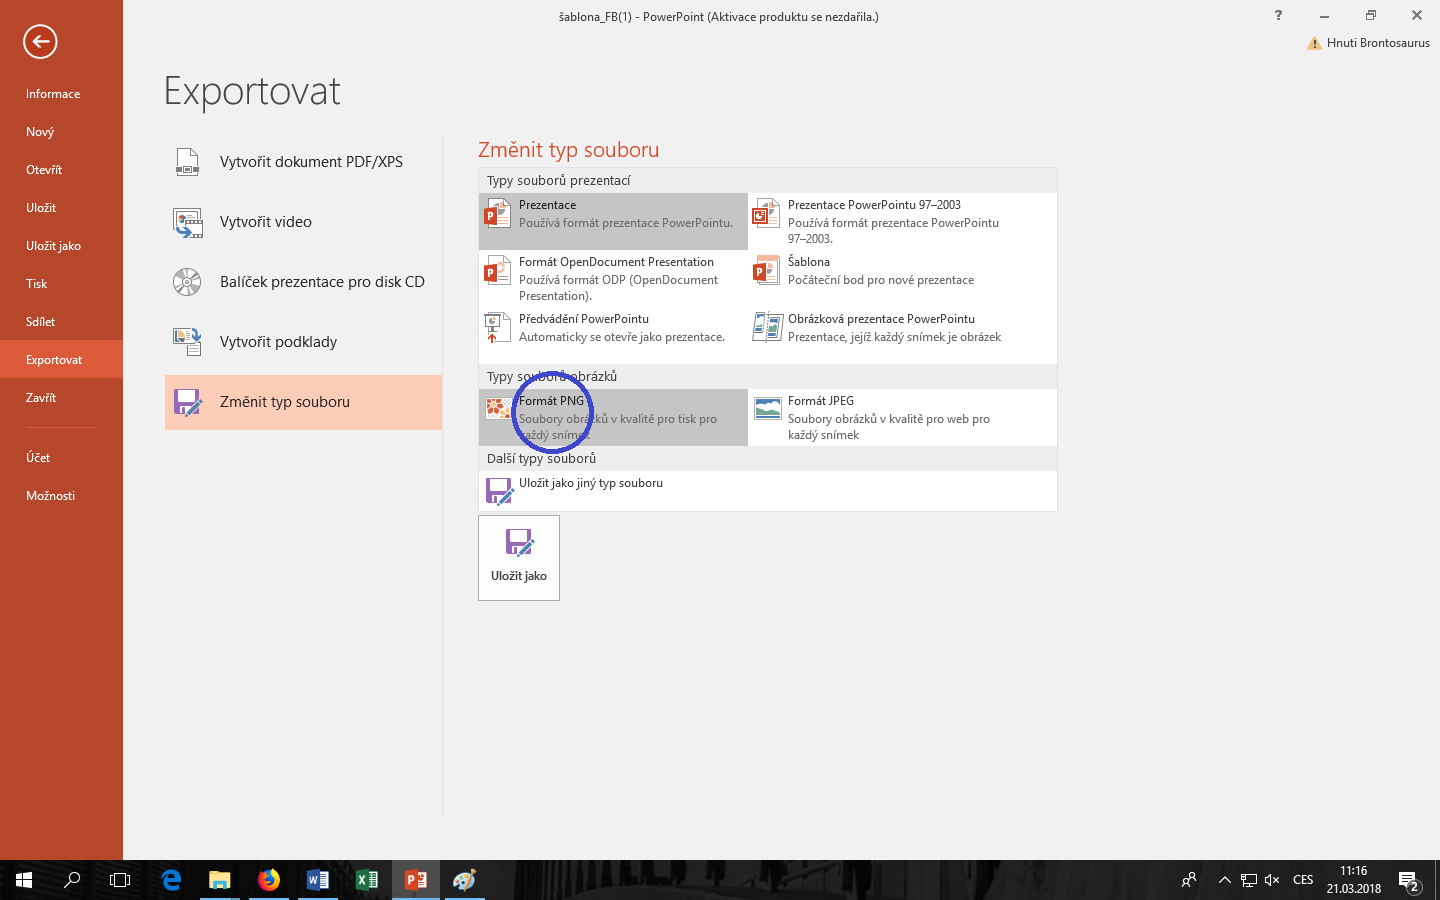 šablona_FB(1) - PowerPoint (Aktivace produktu se nezdařila.)
?
Hnuti Brontosaurus
Informace
Nový
Otevřít
Uložit
Uložit jako
Tisk
Sdílet
Exportovat
Zavřít
Účet
Možnosti
Exportovat
Vytvořit dokument PDF/XPS
Vytvořit video
Balíček prezentace pro disk CD
Vytvořit podklady
Změnit typ souboru
Změnit typ souboru
Typy souborů prezentací
Prezentace
Používá formát prezentace PowerPointu.
Prezentace PowerPointu 97–2003
Používá formát prezentace PowerPointu
97–2003.
Formát OpenDocument Presentation
Používá formát ODP (OpenDocument
Presentation).
Šablona
Počáteční bod pro nové prezentace
Předvádění PowerPointu
Automaticky se otevře jako prezentace.
Obrázková prezentace PowerPointu
Prezentace, jejíž každý snímek je obrázek
Typy souborů obrázků
Formát PNG
Soubory obrázků v kvalitě pro tisk pro
každý snímek
Formát JPEG
Soubory obrázků v kvalitě pro web pro
každý snímek
Další typy souborů
Uložit jako jiný typ souboru
Uložit jako
CES
11:16
21.03.2018
2